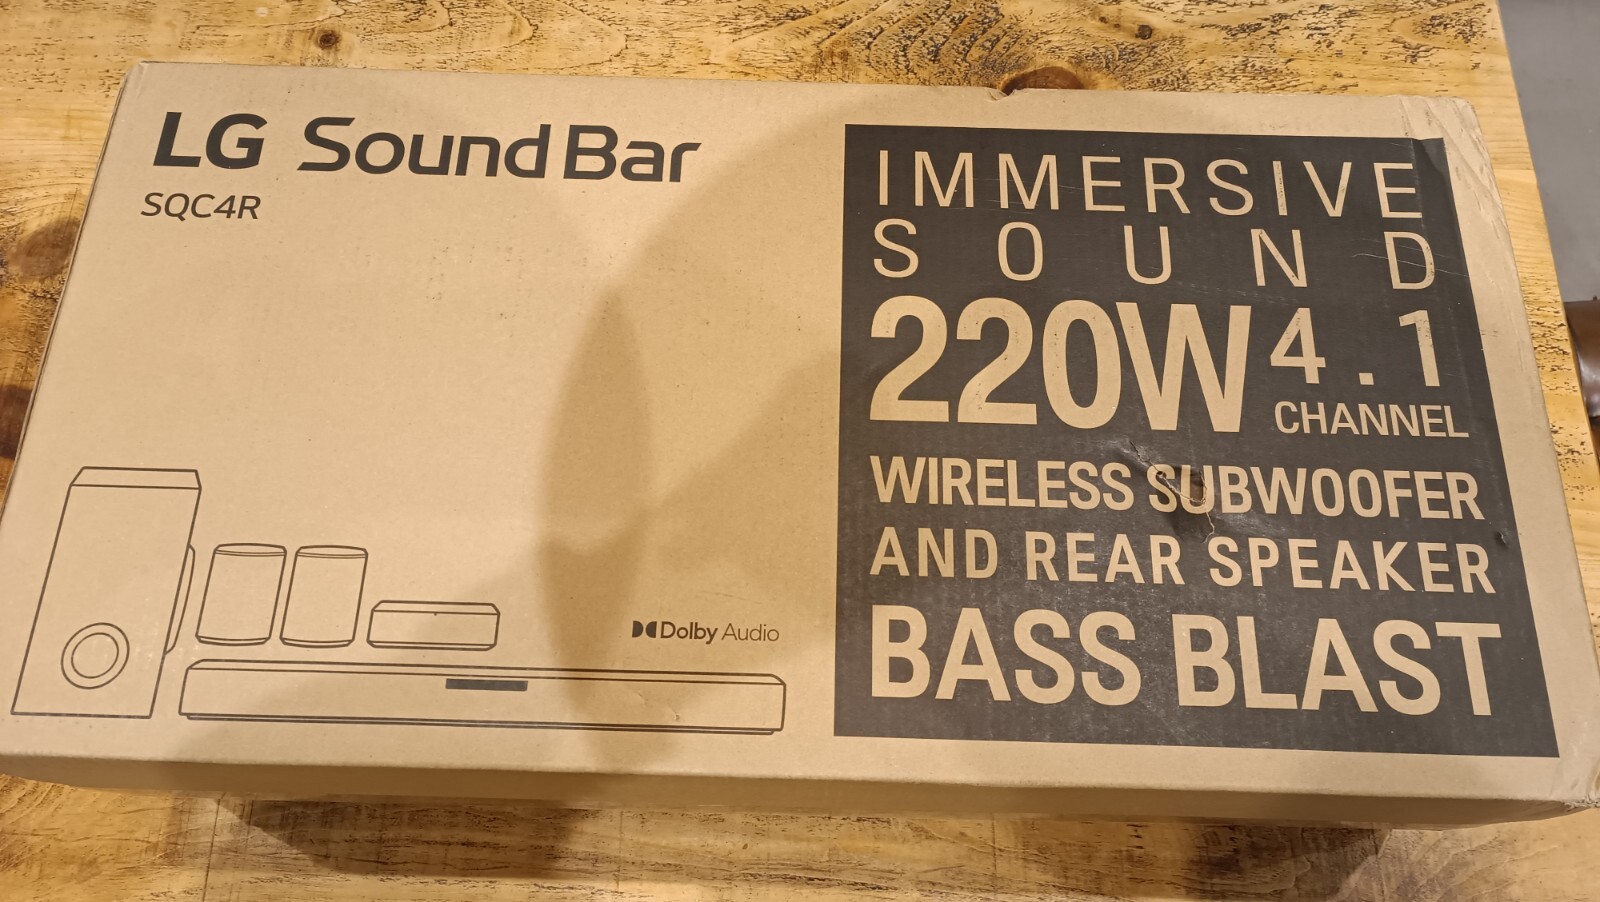 LG Sound Bar
SQC4R
IMMERSIVE
SOUND
220W 4.1
CHANNEL
WIRELESS SUBWOOFER
AND REAR SPEAKER
BASS BLAST
Dolby Audio